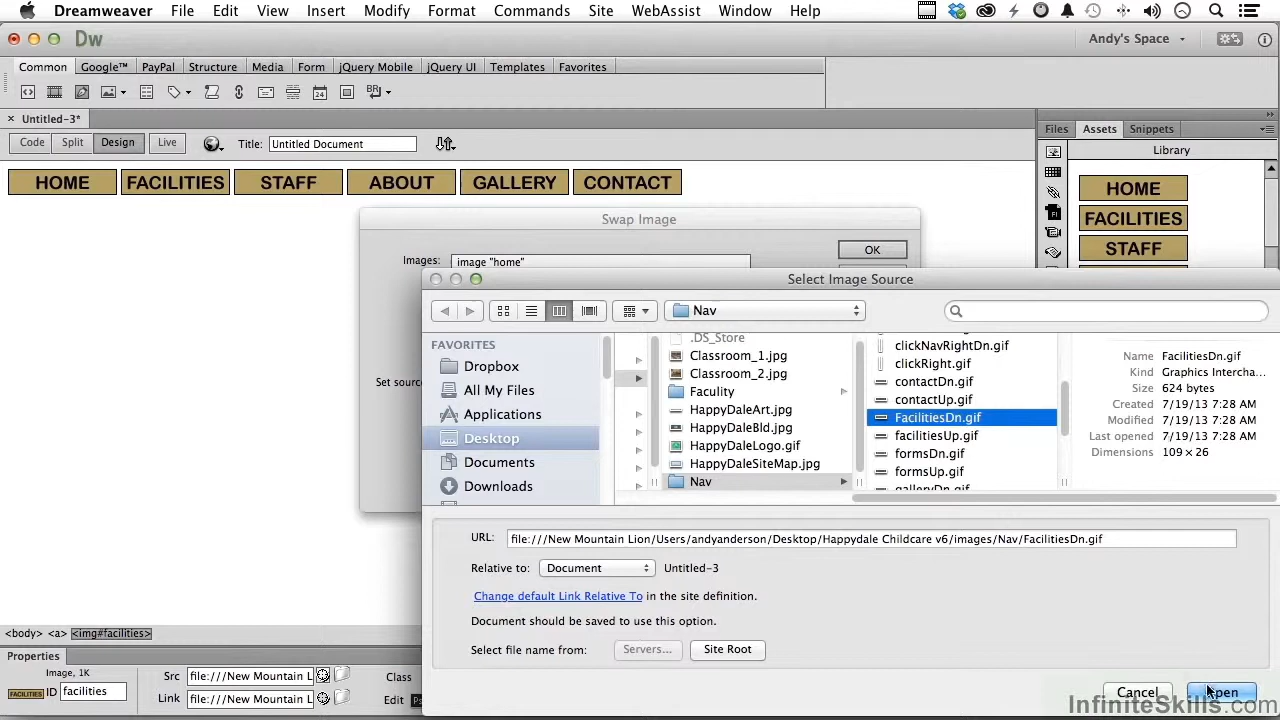 Dreamweaver File Edit View Insert Modify Format Commands Site WebAssist Window Help
Dw Andy's Space
Common Google™ PayPal Structure Media Form jQuery Mobile jQuery UI Templates Favorites
BR
Untitled-3*
Code Split Design Live Title: Untitled Document
Files Assets Snippets
Library
HOME FACILITIES STAFF ABOUT GALLERY CONTACT
HOME
FACILITIES
STAFF
Swap Image
Images: image "home"
OK
Set sourc
Select Image Source
Nav
FAVORITES
Dropbox
All My Files
Applications
Desktop
Documents
Downloads
.DS_Store
Classroom_1.jpg
Classroom_2.jpg
Faculity
HappyDaleArt.jpg
HappyDaleBld.jpg
HappyDaleLogo.gif
HappyDaleSiteMap.jpg
Nav
clickNavRightDn.gif
clickRight.gif
contactDn.gif
contactUp.gif
FacilitiesDn.gif
facilitiesUp.gif
formsDn.gif
formsUp.gif
galleryDn.gif
Name FacilitiesDn.gif
Kind Graphics Intercha...
Size 624 bytes
Created 7/19/13 7:28 AM
Modified 7/19/13 7:28 AM
Last opened 7/19/13 7:28 AM
Dimensions 109 × 26
URL: file:///New Mountain Lion/Users/andyanderson/Desktop/Happydale Childcare v6/images/Nav/FacilitiesDn.gif
Relative to: Document Untitled-3
Change default Link Relative To in the site definition.
Document should be saved to use this option.
Select file name from: Servers... Site Root
Cancel Open
<body> <a> <img#facilities>
Properties
Image, 1K
FACILITIES ID facilities
Src file:///New Mountain L
Link file:///New Mountain L
Class
Edit
InfiniteSkills.com